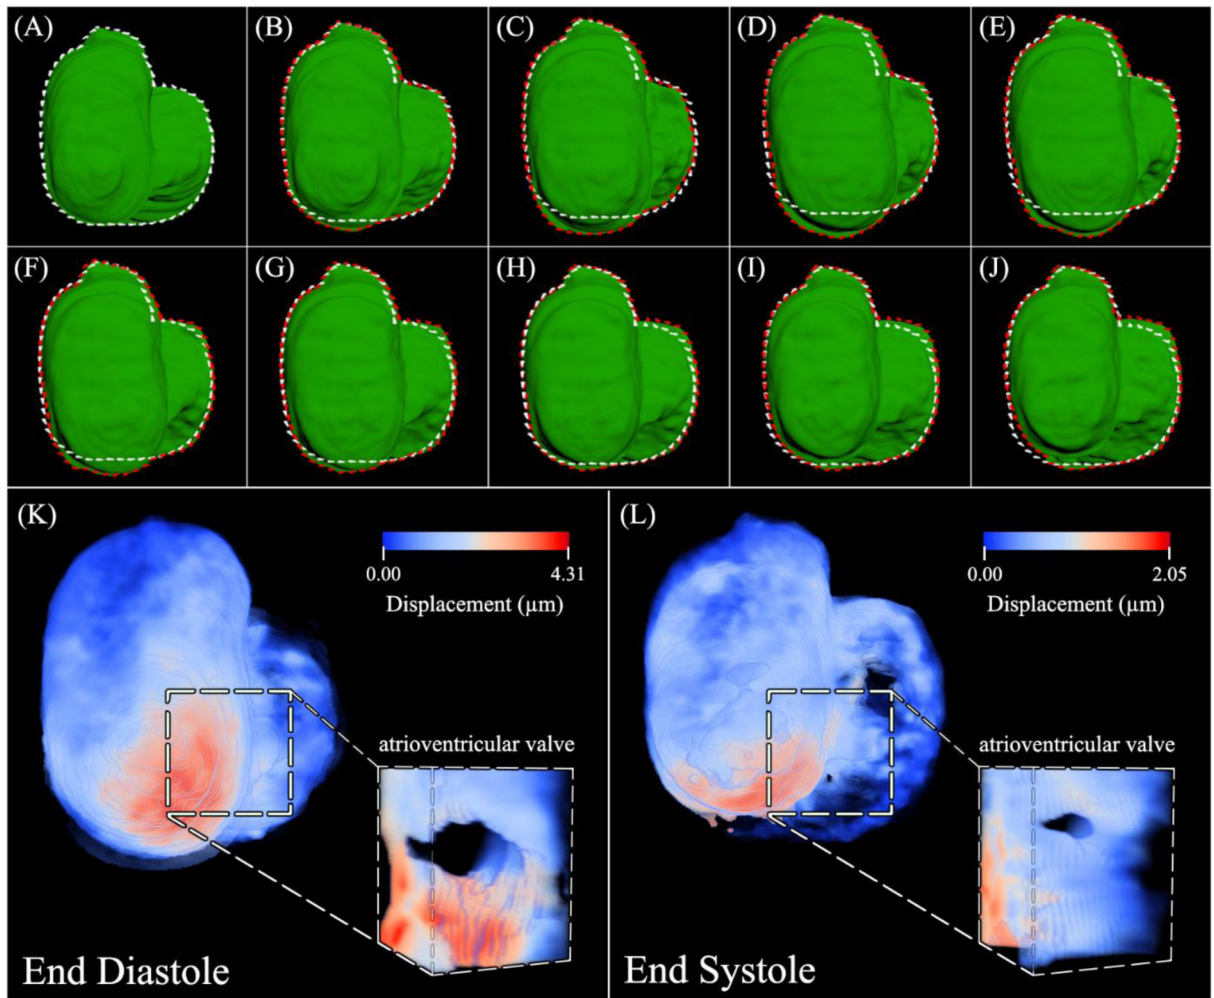 (A)
(B)
(C)
(D)
(E)
(F)
(G)
(H)
(I)
(J)
(K)
0.00 4.31
Displacement (µm)
atrioventricular valve
End Diastole
(L)
0.00 2.05
Displacement (µm)
atrioventricular valve
End Systole